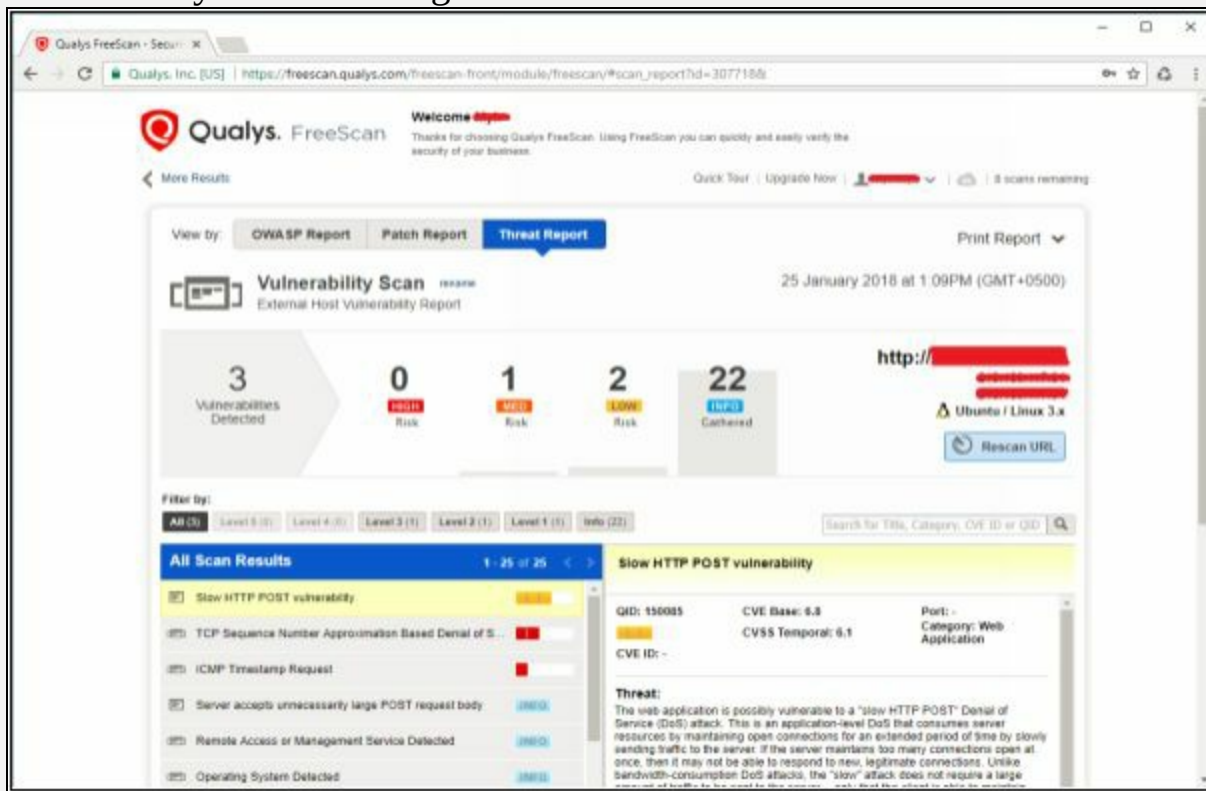 Qualys FreeScan - Secur
Qualys, Inc. [US] | https://freescan.qualys.com/freescan-front/module/freescan/#scan_report?id=307718&
Qualys. FreeScan
Welcome
Thanks for choosing Qualys FreeScan. Using FreeScan you can quickly and easily verify the
security of your business.
More Results
Quick Tour | Upgrade Now | 8 scans remaining
View by: OWASP Report Patch Report Threat Report
Print Report
Vulnerability Scan rename
External Host Vulnerability Report
25 January 2018 at 1:09PM (GMT+0500)
http://
3
Vulnerabilities
Detected
0
HIGH
Risk
1
MED
Risk
2
LOW
Risk
22
INFO
Gathered
Ubuntu / Linux 3.x
Rescan URL
Filter by:
All (3) Level 5 (0) Level 4 (0) Level 3 (1) Level 2 (1) Level 1 (1) Info (22)
Search for Title, Category, CVE ID or QID
All Scan Results 1 - 25 of 25
Slow HTTP POST vulnerability
TCP Sequence Number Approximation Based Denial of S...
ICMP Timestamp Request
Server accepts unnecessarily large POST request body INFO
Remote Access or Management Service Detected INFO
Operating System Detected INFO
Slow HTTP POST vulnerability
QID: 150085 CVE Base: 6.8 Port: -
CVSS Temporal: 6.1 Category: Web
Application
CVE ID: -
Threat:
The web application is possibly vulnerable to a "slow HTTP POST" Denial of
Service (DoS) attack. This is an application-level DoS that consumes server
resources by maintaining open connections for an extended period of time by slowly
sending traffic to the server. If the server maintains too many connections open at
once, then it may not be able to respond to new, legitimate connections. Unlike
bandwidth-consumption DoS attacks, the "slow" attack does not require a large